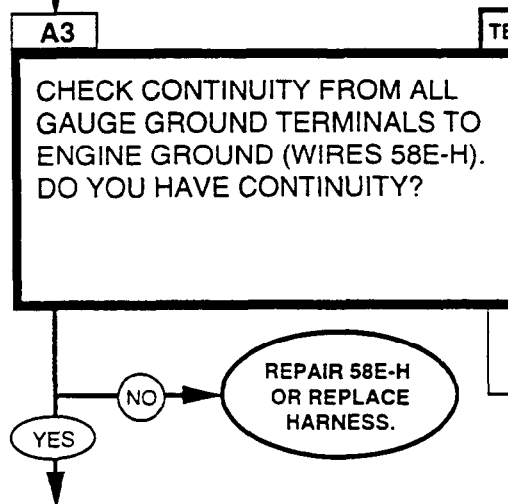 A3
TE
CHECK CONTINUITY FROM ALL
GAUGE GROUND TERMINALS TO
ENGINE GROUND (WIRES 58E-H).
DO YOU HAVE CONTINUITY?
NO
REPAIR 58E-H
OR REPLACE
HARNESS.
YES